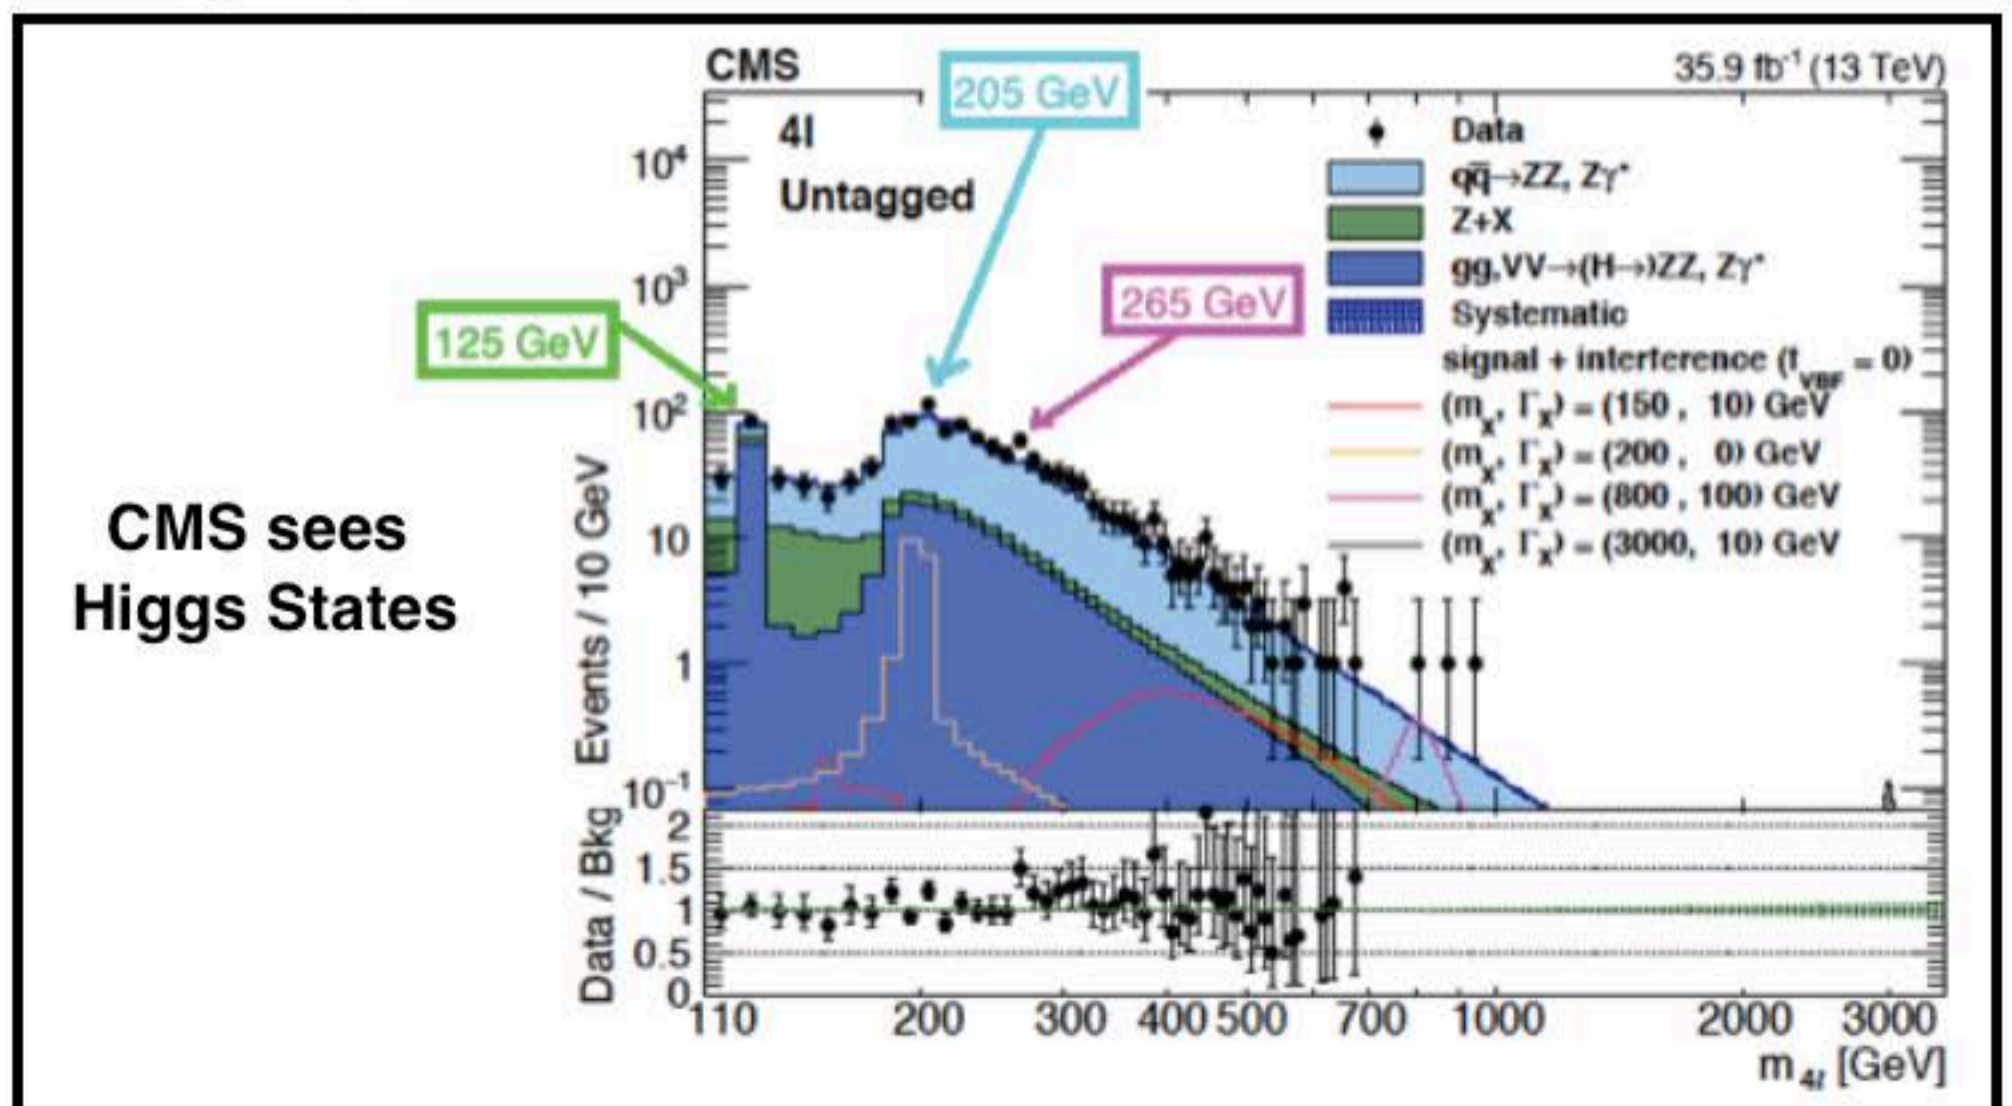 CMS
35.9 fb⁻¹ (13 TeV)
205 GeV
4l
Untagged
Data
qq̄→ZZ, Zγ*
Z+X
gg,VV→(H→)ZZ, Zγ*
Systematic
signal + interference (f_VBF = 0)
(m_X, Γ_X) = (150 , 10) GeV
(m_X, Γ_X) = (200 , 0) GeV
(m_X, Γ_X) = (800 , 100) GeV
(m_X, Γ_X) = (3000, 10) GeV
265 GeV
125 GeV
CMS sees
Higgs States
Events / 10 GeV
10⁴
10³
10²
10
1
10⁻¹
Data / Bkg
2
1.5
1
0.5
0
110 200 300 400 500 700 1000 2000 3000
m_4ℓ [GeV]